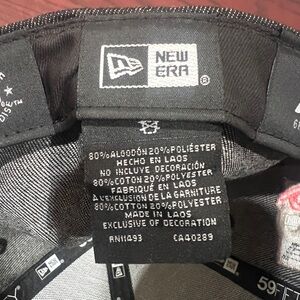 NEW
ERA
®
80%ALGODÓN 20%POLIÉSTER
HECHO EN LAOS
NO INCLUYE DECORACIÓN
80%COTON 20%POLYESTER
FABRIQUÉ EN LAOS
À L'EXCLUSION DE LA GARNITURE
80%COTTON 20%POLYESTER
MADE IN LAOS
EXCLUSIVE OF DECORATION
RN11493 CA40289
59FIF